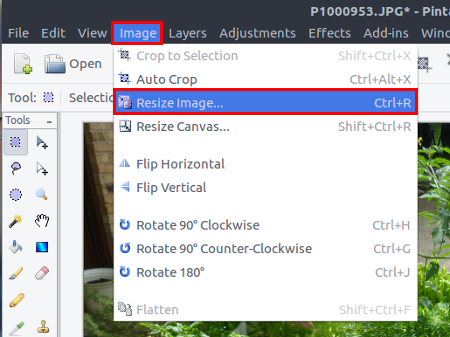 P1000953.JPG* - Pinta
File Edit View Image Layers Adjustments Effects Add-ins Wind
Open
Crop to Selection Shift+Ctrl+X
Auto Crop Ctrl+Alt+X
Tool: Selectio
Resize Image... Ctrl+R
Tools
Resize Canvas... Shift+Ctrl+R
Flip Horizontal
Flip Vertical
Rotate 90° Clockwise Ctrl+H
Rotate 90° Counter-Clockwise Ctrl+G
Rotate 180° Ctrl+J
Flatten Shift+Ctrl+F